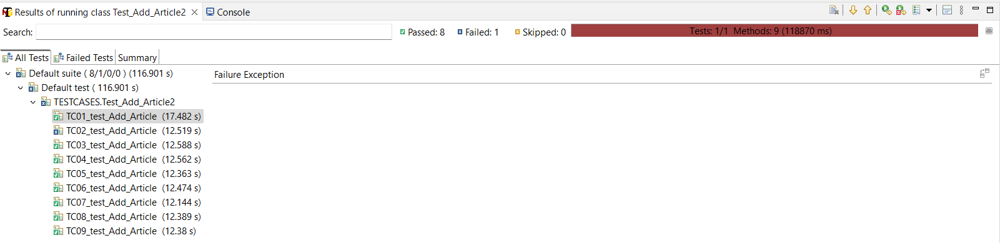 Results of running class Test_Add_Article2 Console
Search: Passed: 8 Failed: 1 Skipped: 0 Tests: 1/1 Methods: 9 (118870 ms)
All Tests Failed Tests Summary
Default suite ( 8/1/0/0 ) (116.901 s)
Failure Exception
Default test ( 116.901 s)
TESTCASES.Test_Add_Article2
TC01_test_Add_Article (17.482 s)
TC02_test_Add_Article (12.519 s)
TC03_test_Add_Article (12.588 s)
TC04_test_Add_Article (12.562 s)
TC05_test_Add_Article (12.363 s)
TC06_test_Add_Article (12.474 s)
TC07_test_Add_Article (12.144 s)
TC08_test_Add_Article (12.389 s)
TC09_test_Add_Article (12.38 s)